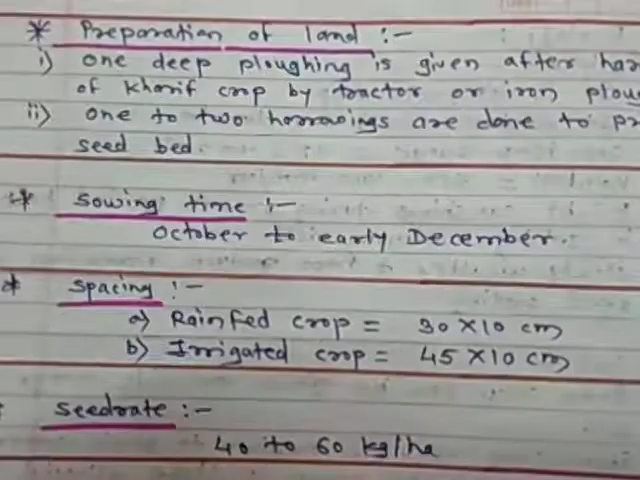 * Preparation of land :-
i) one deep ploughing is given after har
of kharif crop by tractor or iron plou
ii) one to two horrowings are done to pr
seed bed.
* Sowing time :-
October to early December.
* Spacing :-
a) Rainfed crop = 30 X 10 cm
b) Irrigated crop = 45 X 10 cm
Seedrate :-
40 to 60 kg/ha